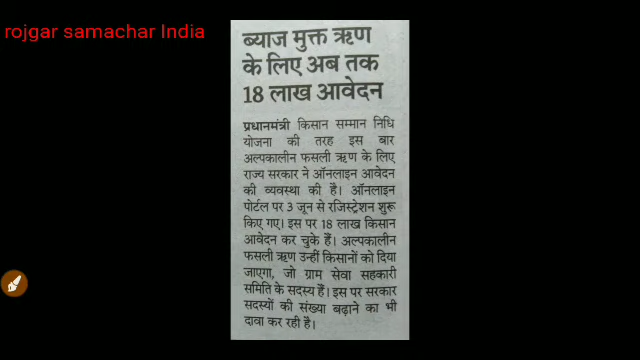 rojgar samachar India
ब्याज मुक्त ऋण
के लिए अब तक
18 लाख आवेदन
प्रधानमंत्री किसान सम्मान निधि
योजना की तरह इस बार
अल्पकालीन फसली ऋण के लिए
राज्य सरकार ने ऑनलाइन आवेदन
की व्यवस्था की है। ऑनलाइन
पोर्टल पर 3 जून से रजिस्ट्रेशन शुरू
किए गए। इस पर 18 लाख किसान
आवेदन कर चुके हैं। अल्पकालीन
फसली ऋण उन्हीं किसानों को दिया
जाएगा, जो ग्राम सेवा सहकारी
समिति के सदस्य हैं। इस पर सरकार
सदस्यों की संख्या बढ़ाने का भी
दावा कर रही है।